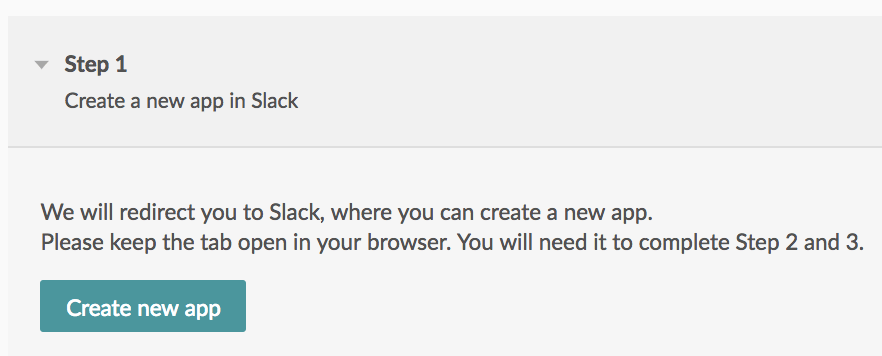 Step 1
Create a new app in Slack
We will redirect you to Slack, where you can create a new app.
Please keep the tab open in your browser. You will need it to complete Step 2 and 3.
Create new app